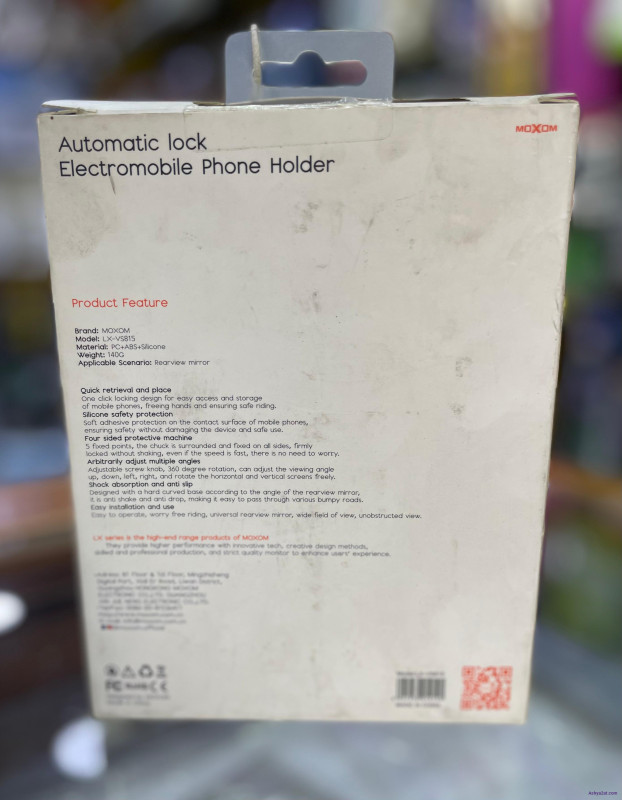 MOXOM
Automatic lock
Electromobile Phone Holder
Product Feature
Brand: MOXOM
Model: LX-VS81S
Material: PC+ABS+Silicone
Weight: 140G
Applicable Scenario: Rearview mirror
Quick retrieval and place
One click locking design for easy access and storage
of mobile phones, freeing hands and ensuring safe riding.
Silicone safety protection
Soft adhesive protection on the contact surface of mobile phones,
ensuring safety without damaging the device and safe use.
Four sided protective machine
5 fixed points, the chuck is surrounded and fixed on all sides, firmly
locked without shaking, even if the speed is fast, there is no need to worry.
Arbitrarily adjust multiple angles
Adjustable screw knob, 360 degree rotation, can adjust the viewing angle
up, down, left, right, and rotate the horizontal and vertical screens freely.
Shock absorption and anti slip
Designed with a hard curved base according to the angle of the rearview mirror,
it is anti shake and anti drop, making it easy to pass through various bumpy roads.
Easy installation and use
Easy to operate, worry free riding, universal rearview mirror, wide field of view, unobstructed view.
LX series is the high-end range products of MOXOM
They provide higher performance with innovative tech, creative design methods,
skilled and professional production, and strict quality monitor to enhance users' experience.
FC RoHS CE